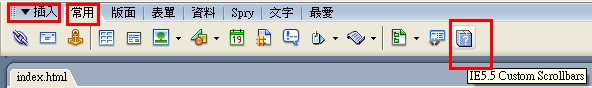 ▼ 插入 常用 版面 表單 資料 Spry 文字 最愛
19
index.html
IE5.5 Custom Scrollbars